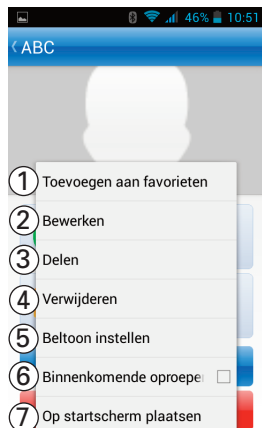 46% 10:51
ABC
1 Toevoegen aan favorieten
2 Bewerken
3 Delen
4 Verwijderen
5 Beltoon instellen
6 Binnenkomende oproepe
7 Op startscherm plaatsen